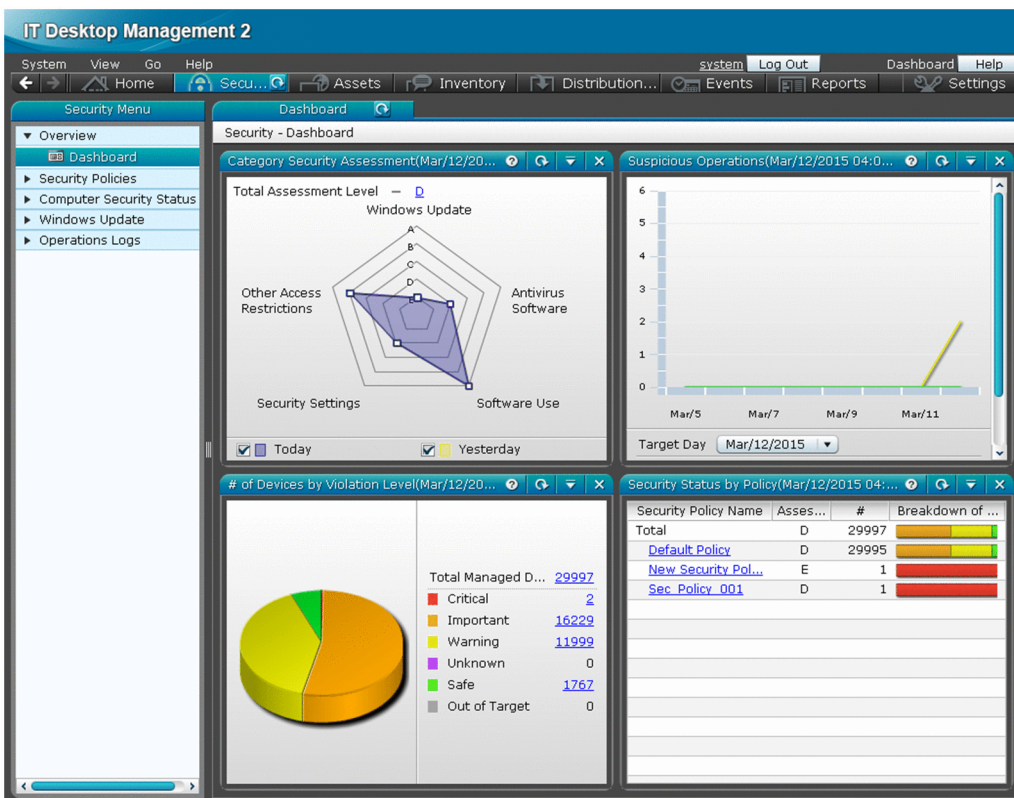 IT Desktop Management 2
System View Go Help system Log Out Dashboard Help
Home Secu... Assets Inventory Distribution... Events Reports Settings
Security Menu
Overview
Dashboard
Security Policies
Computer Security Status
Windows Update
Operations Logs
Dashboard
Security - Dashboard
Category Security Assessment(Mar/12/20...
Total Assessment Level – D
Windows Update
A
B
C
D
E
Other Access Restrictions
Antivirus Software
Security Settings
Software Use
Today Yesterday
Suspicious Operations(Mar/12/2015 04:0...
6
5
4
3
2
1
0
Mar/5 Mar/7 Mar/9 Mar/11
Target Day Mar/12/2015
# of Devices by Violation Level(Mar/12/20...
Total Managed D... 29997
Critical 2
Important 16229
Warning 11999
Unknown 0
Safe 1767
Out of Target 0
Security Status by Policy(Mar/12/2015 04:...
Security Policy Name Asses... # Breakdown of ...
Total D 29997
Default Policy D 29995
New Security Pol... E 1
Sec_Policy_001 D 1